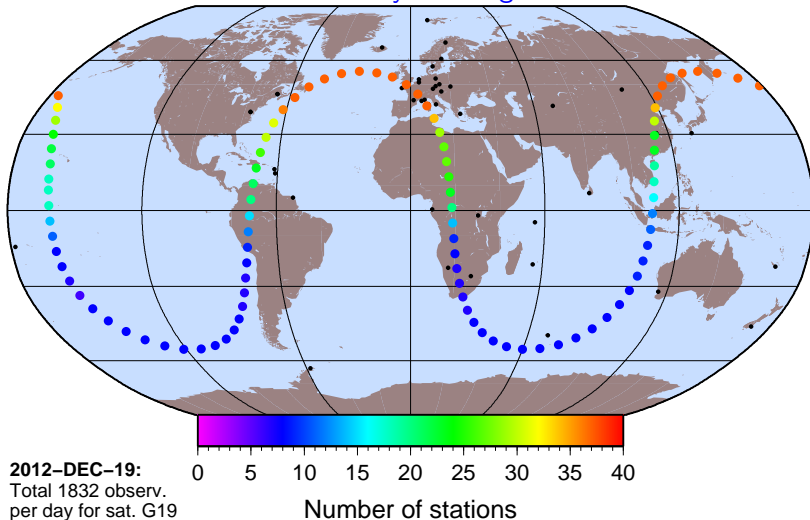 0 5 10 15 20 25 30 35 40
Number of stations
2012–DEC–19:
Total 1832 observ.
per day for sat. G19